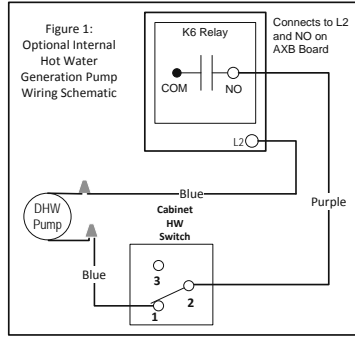 Figure 1:
Optional Internal
Hot Water
Generation Pump
Wiring Schematic
K6 Relay
COM
NO
L2
Connects to L2
and NO on
AXB Board
Blue
Purple
DHW
Pump
Cabinet
HW
Switch
Blue
3
2
1